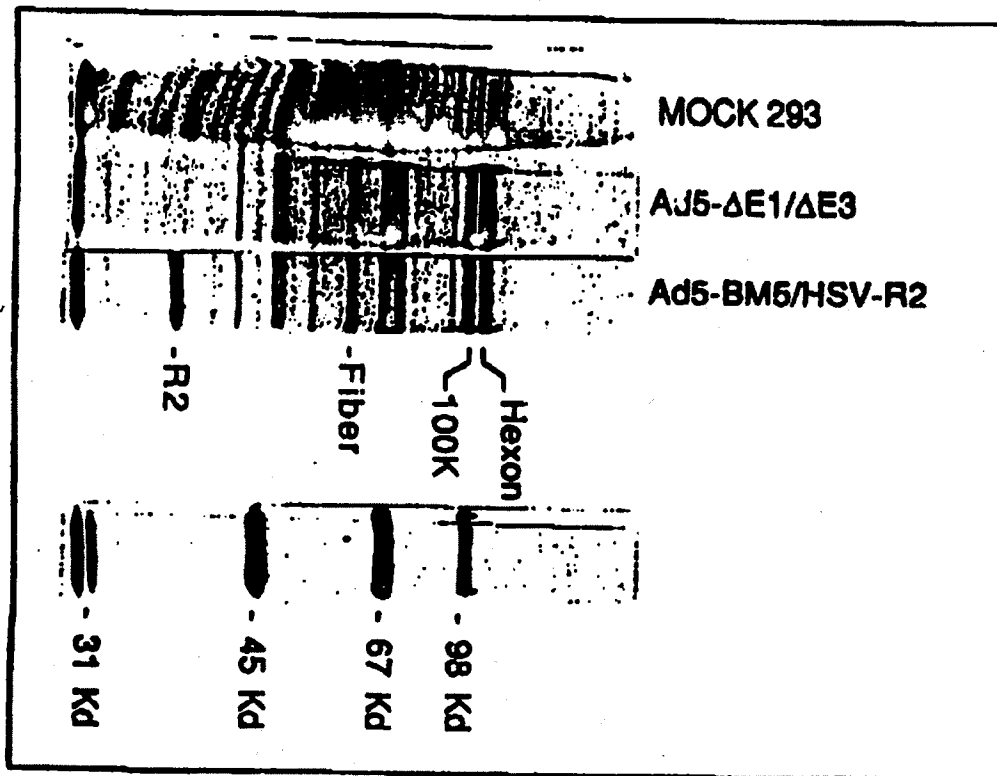 MOCK 293
Ad5-ΔE1/ΔE3
Ad5-BM5/HSV-R2
-R2
-Fiber
100K
Hexon
- 31 Kd
- 45 Kd
- 67 Kd
- 98 Kd